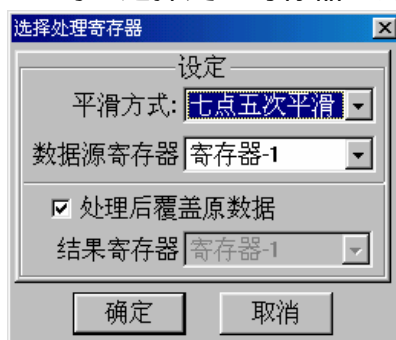 选择处理寄存器
设定
平滑方式: 七点五次平滑
数据源寄存器 寄存器-1
处理后覆盖原数据
结果寄存器 寄存器-1
确定 取消